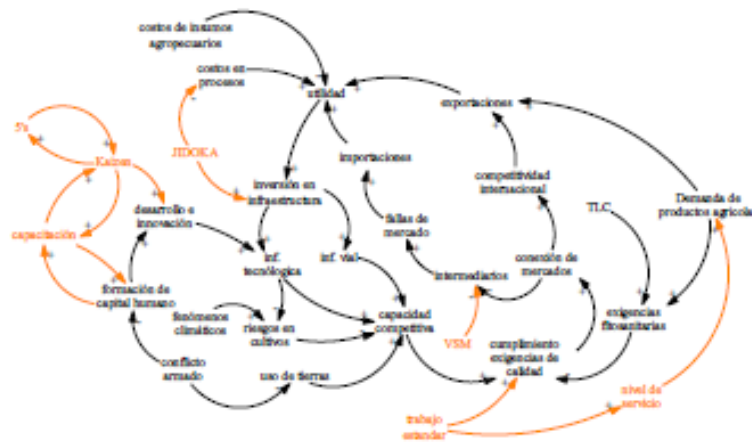 costos de insumos
agropecuarios
costos en
procesos
utilidad
exportaciones
5's
Kaizen
JIDOKA
importaciones
inversión en
infraestructura
competitividad
internacional
desarrollo e
innovación
fallas de
mercado
TLC
Demanda de
productos agrícolas
capacitación
inf.
tecnólogica
inf. vial
intermediarios
conexión de
mercados
formación de
capital humano
fenómenos
climáticos
riesgos en
cultivos
capacidad
competitiva
exigencias
fitosanitarias
VSM
cumplimiento
exigencias de
calidad
conflicto
armado
uso de tierras
nivel de
servicio
trabajo
estandar